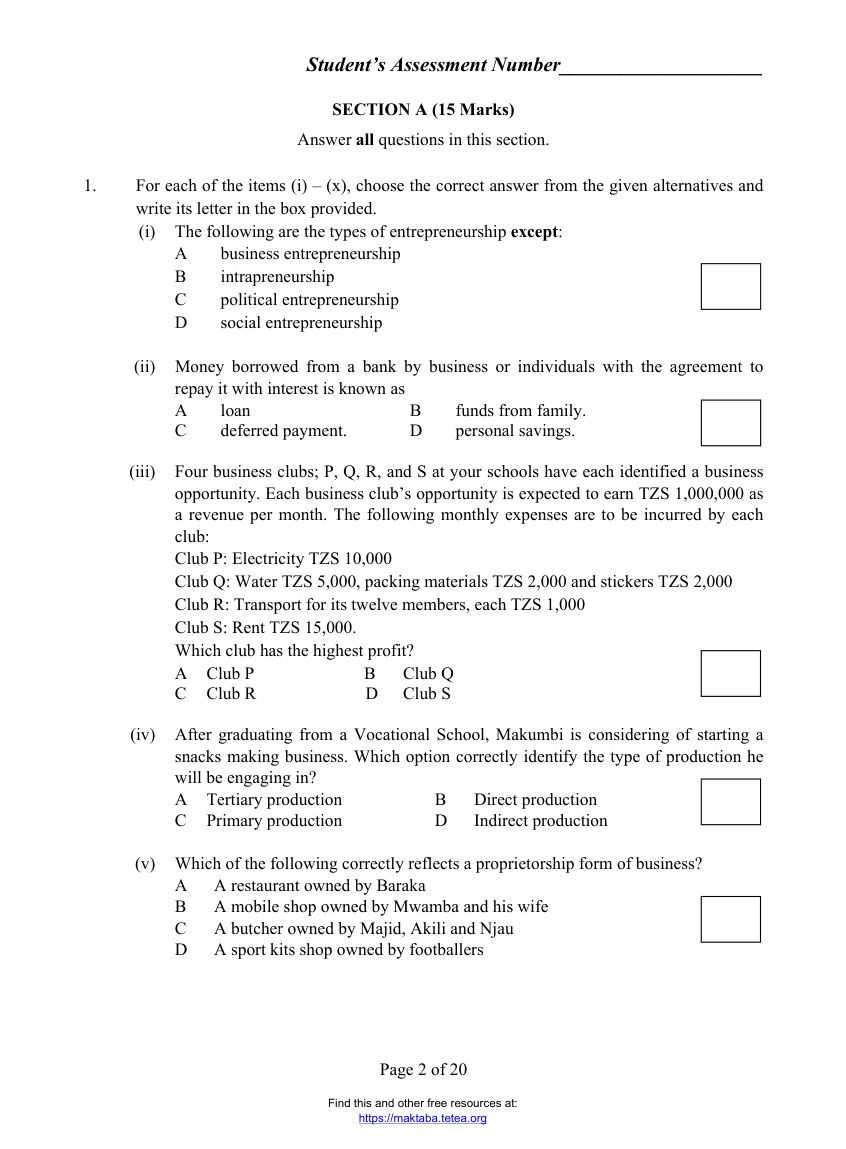 Student's Assessment Number____________________
SECTION A (15 Marks)
Answer all questions in this section.
1. For each of the items (i) – (x), choose the correct answer from the given alternatives and
write its letter in the box provided.
(i) The following are the types of entrepreneurship except:
A business entrepreneurship
B intrapreneurship
C political entrepreneurship
D social entrepreneurship
(ii) Money borrowed from a bank by business or individuals with the agreement to
repay it with interest is known as
A loan B funds from family.
C deferred payment. D personal savings.
(iii) Four business clubs; P, Q, R, and S at your schools have each identified a business
opportunity. Each business club's opportunity is expected to earn TZS 1,000,000 as
a revenue per month. The following monthly expenses are to be incurred by each
club:
Club P: Electricity TZS 10,000
Club Q: Water TZS 5,000, packing materials TZS 2,000 and stickers TZS 2,000
Club R: Transport for its twelve members, each TZS 1,000
Club S: Rent TZS 15,000.
Which club has the highest profit?
A Club P B Club Q
C Club R D Club S
(iv) After graduating from a Vocational School, Makumbi is considering of starting a
snacks making business. Which option correctly identify the type of production he
will be engaging in?
A Tertiary production B Direct production
C Primary production D Indirect production
(v) Which of the following correctly reflects a proprietorship form of business?
A A restaurant owned by Baraka
B A mobile shop owned by Mwamba and his wife
C A butcher owned by Majid, Akili and Njau
D A sport kits shop owned by footballers
Page 2 of 20
Find this and other free resources at:
https://maktaba.tetea.org